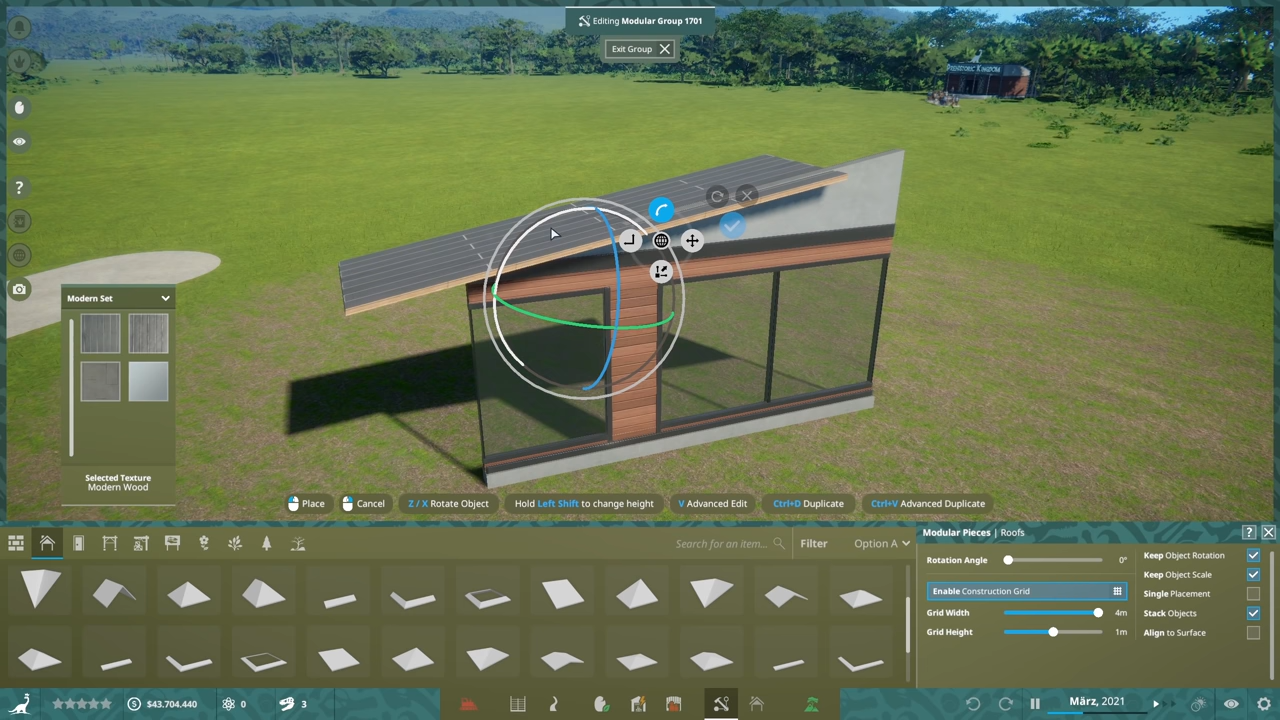 Editing Modular Group 1701
Exit Group
PREHISTORIC KINGDOM
?
Modern Set
Selected Texture
Modern Wood
Place
Cancel
Z / X Rotate Object
Hold Left Shift to change height
V Advanced Edit
Ctrl+D Duplicate
Ctrl+V Advanced Duplicate
Search for an item...
Filter
Option A
Modular Pieces | Roofs
?
Rotation Angle
0°
Enable Construction Grid
Grid Width
4m
Grid Height
1m
Keep Object Rotation
Keep Object Scale
Single Placement
Stack Objects
Align to Surface
$43.704.440
0
3
März, 2021